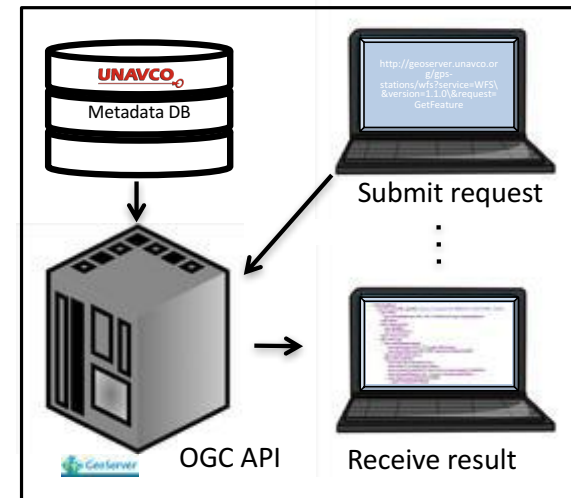 UNAVCO
Metadata DB
http://geoserver.unavco.or
g/gps-
stations/wfs?service=WFS\
&version=1.1.0\&request=
GetFeature
Submit request
GeoServer
OGC API
Receive result